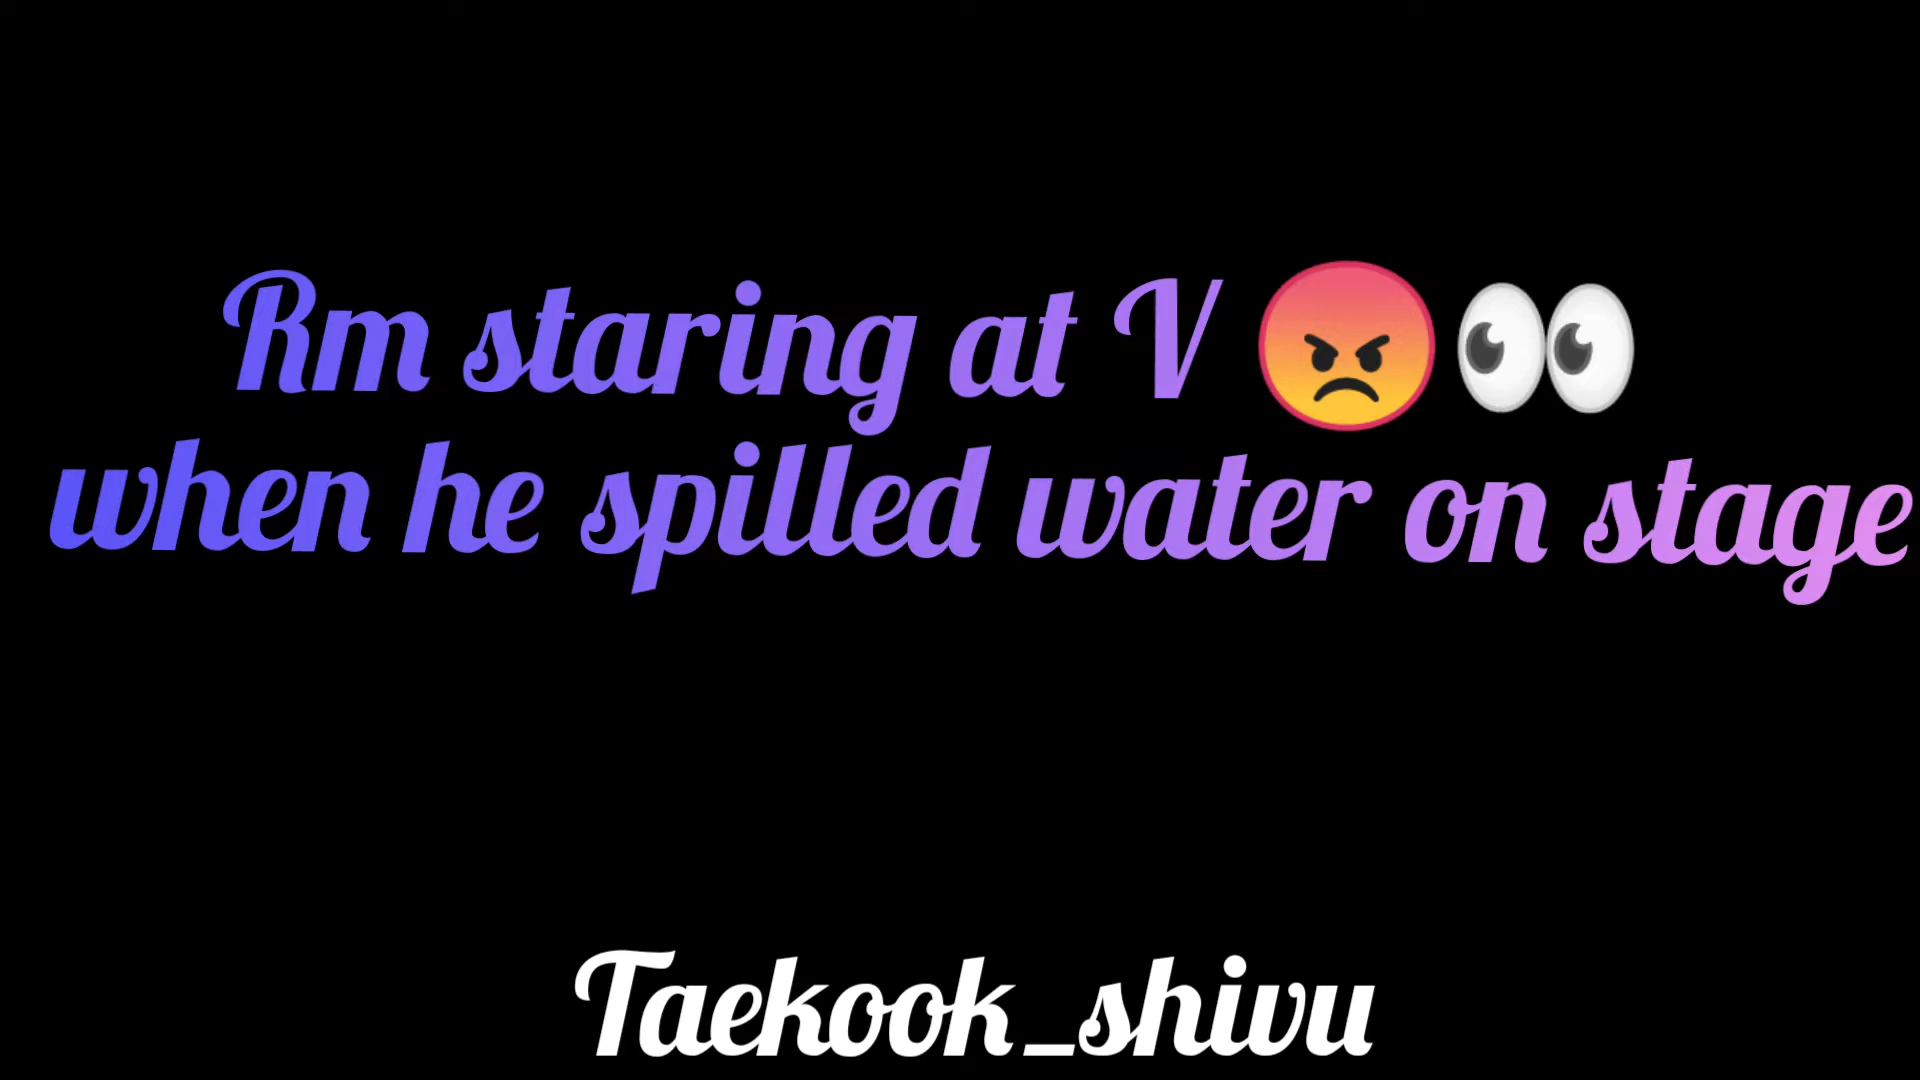 Rm staring at V 😡👀
when he spilled water on stage
Taekook_shivu